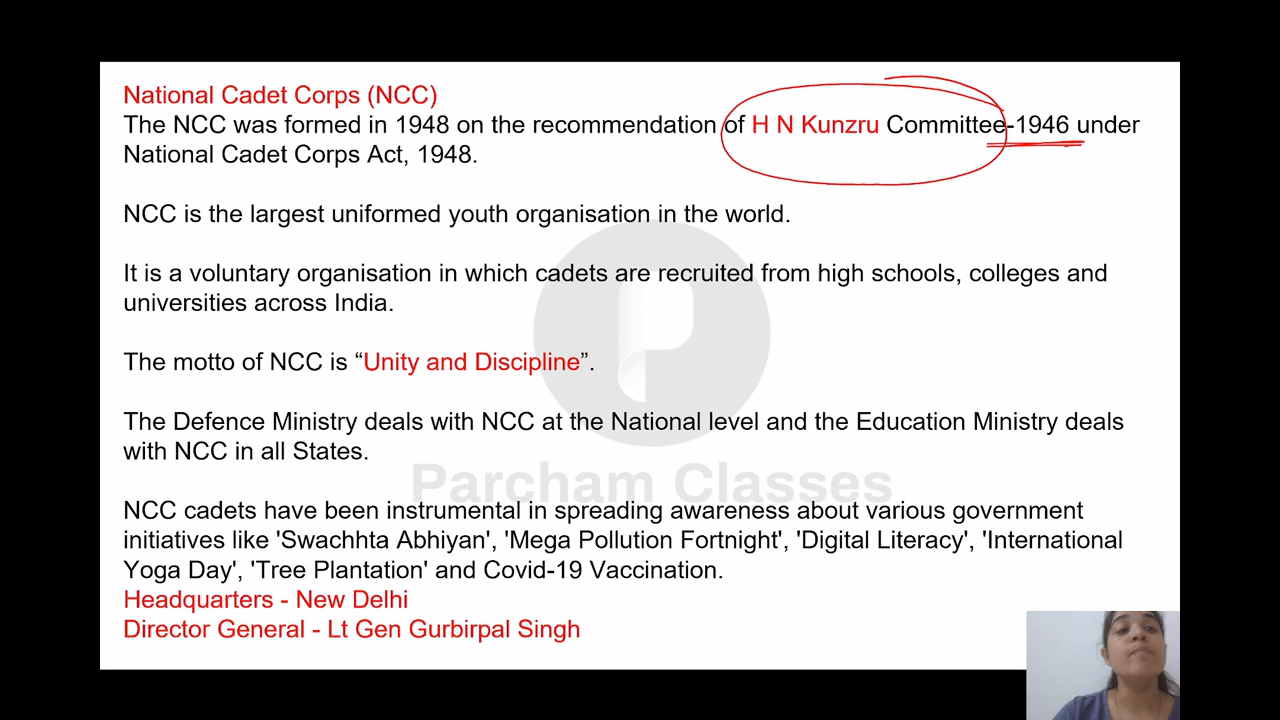 National Cadet Corps (NCC)
The NCC was formed in 1948 on the recommendation of H N Kunzru Committee-1946 under
National Cadet Corps Act, 1948.
NCC is the largest uniformed youth organisation in the world.
It is a voluntary organisation in which cadets are recruited from high schools, colleges and
universities across India.
The motto of NCC is “Unity and Discipline”.
The Defence Ministry deals with NCC at the National level and the Education Ministry deals
with NCC in all States.
Parcham Classes
NCC cadets have been instrumental in spreading awareness about various government
initiatives like 'Swachhta Abhiyan', 'Mega Pollution Fortnight', 'Digital Literacy', 'International
Yoga Day', 'Tree Plantation' and Covid-19 Vaccination.
Headquarters - New Delhi
Director General - Lt Gen Gurbirpal Singh